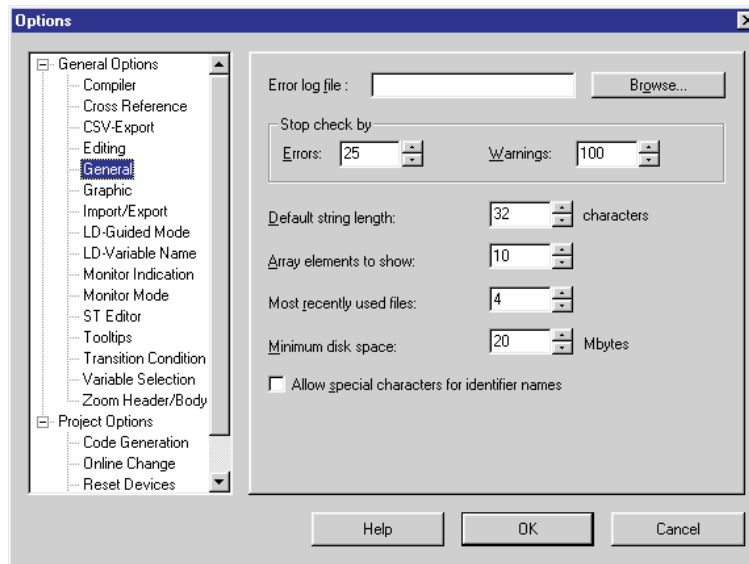 Options
General Options
Compiler
Cross Reference
CSV-Export
Editing
General
Graphic
Import/Export
LD-Guided Mode
LD-Variable Name
Monitor Indication
Monitor Mode
ST Editor
Tooltips
Transition Condition
Variable Selection
Zoom Header/Body
Project Options
Code Generation
Online Change
Reset Devices
Error log file :
Browse...
Stop check by
Errors: 25 Warnings: 100
Default string length: 32 characters
Array elements to show: 10
Most recently used files: 4
Minimum disk space: 20 Mbytes
Allow special characters for identifier names
Help OK Cancel